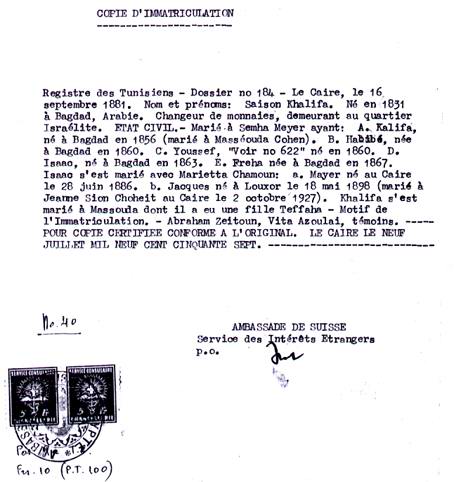 COPIE D'IMMATRICULATION
Registre des Tunisiens - Dossier no 184 - Le Caire, le 16
septembre 1881. Nom et prénoms: Saison Khalifa. Né en 1831
à Bagdad, Arabie. Changeur de monnaies, demeurant au quartier
Israélite. ETAT CIVIL.- Marié à Semha Meyer ayant: A. Kalifa,
né à Bagdad en 1856 (marié à Masséouda Cohen). B. Habibé, née
à Bagdad en 1860. C. Youssef, "Voir no 622" né en 1860. D.
Isaac, né à Bagdad en 1863. E. Freha née à Bagdad en 1867.
Isaac s'est marié avec Marietta Chamoun: a. Mayer né au Caire
le 28 juin 1886. b. Jacques né à Louxor le 18 mai 1898 (marié à
Jeanne Sion Choheit au Caire le 2 octobre 1927). Khalifa s'est
marié à Massouda dont il a eu une fille Teffaha - Motif de
l'Immatriculation. - Abraham Zeitoun, Vita Azoulai, témoins. -----
POUR COPIE CERTIFIEE CONFORME A L'ORIGINAL. LE CAIRE LE NEUF
JUILLET MIL NEUF CENT CINQUANTE SEPT. --------------------------
No. 40
AMBASSADE DE SUISSE
Service des Intérêts Etrangers
p.o.
SERVICE CONSULAIRE SERVICE CONSULAIRE
5 Fr 5 Fr
Fr. 10 (P.T. 100)